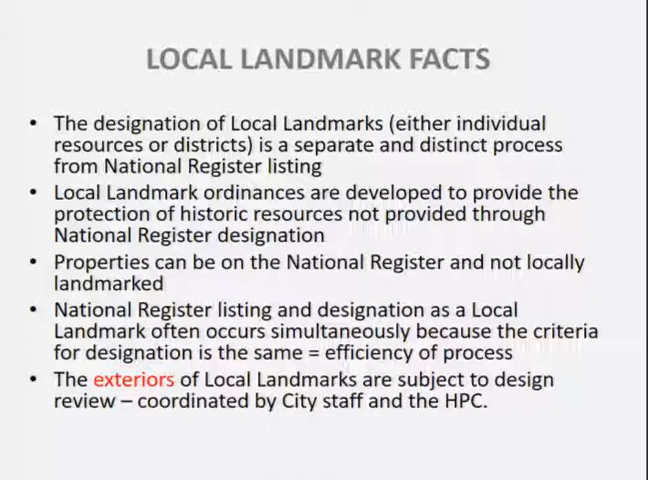 LOCAL LANDMARK FACTS
• The designation of Local Landmarks (either individual
resources or districts) is a separate and distinct process
from National Register listing
• Local Landmark ordinances are developed to provide the
protection of historic resources not provided through
National Register designation
• Properties can be on the National Register and not locally
landmarked
• National Register listing and designation as a Local
Landmark often occurs simultaneously because the criteria
for designation is the same = efficiency of process
• The exteriors of Local Landmarks are subject to design
review – coordinated by City staff and the HPC.